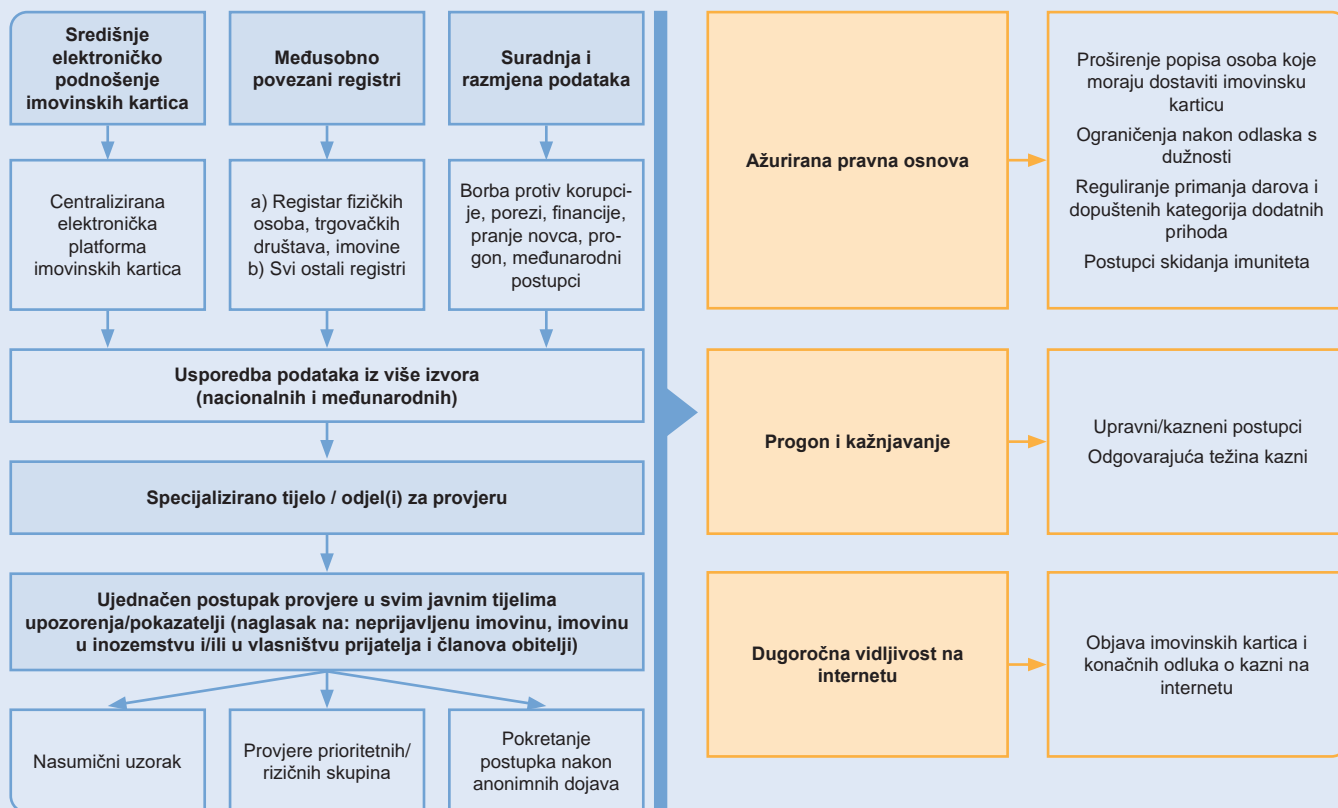 Središnje
elektroničko
podnošenje
imovinskih kartica
Međusobno
povezani registri
Suradnja i
razmjena podataka
Centralizirana
elektronička
platforma
imovinskih kartica
a) Registar fizičkih
osoba, trgovačkih
društava, imovine
b) Svi ostali registri
Borba protiv korupci-
je, porezi, financije,
pranje novca, pro-
gon, međunarodni
postupci
Usporedba podataka iz više izvora
(nacionalnih i međunarodnih)
Specijalizirano tijelo / odjel(i) za provjeru
Ujednačen postupak provjere u svim javnim tijelima
upozorenja/pokazatelji (naglasak na: neprijavljenu imovinu, imovinu
u inozemstvu i/ili u vlasništvu prijatelja i članova obitelji)
Nasumični uzorak
Provjere prioritetnih/
rizičnih skupina
Pokretanje
postupka nakon
anonimnih dojava
Ažurirana pravna osnova
Proširenje popisa osoba koje
moraju dostaviti imovinsku
karticu
Ograničenja nakon odlaska s
dužnosti
Reguliranje primanja darova i
dopuštenih kategorija dodatnih
prihoda
Postupci skidanja imuniteta
Progon i kažnjavanje
Upravni/kazneni postupci
Odgovarajuća težina kazni
Dugoročna vidljivost na
internetu
Objava imovinskih kartica i
konačnih odluka o kazni na
internetu